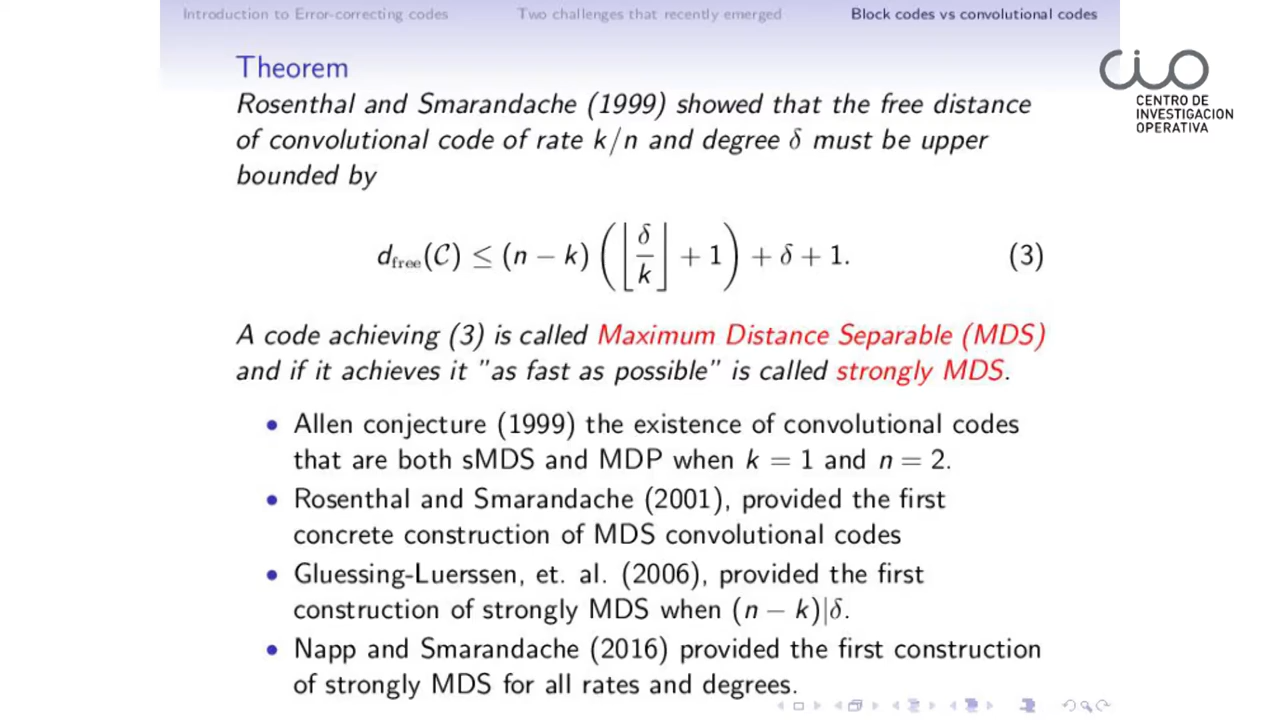 Introduction to Error-correcting codes Two challenges that recently emerged Block codes vs convolutional codes
CIO
CENTRO DE
INVESTIGACION
OPERATIVA
Theorem
Rosenthal and Smarandache (1999) showed that the free distance
of convolutional code of rate k/n and degree δ must be upper
bounded by
d_free(C) ≤ (n − k) (⌊δ/k⌋ + 1) + δ + 1. (3)
A code achieving (3) is called Maximum Distance Separable (MDS)
and if it achieves it "as fast as possible" is called strongly MDS.
• Allen conjecture (1999) the existence of convolutional codes
that are both sMDS and MDP when k = 1 and n = 2.
• Rosenthal and Smarandache (2001), provided the first
concrete construction of MDS convolutional codes
• Gluessing-Luerssen, et. al. (2006), provided the first
construction of strongly MDS when (n − k)|δ.
• Napp and Smarandache (2016) provided the first construction
of strongly MDS for all rates and degrees.